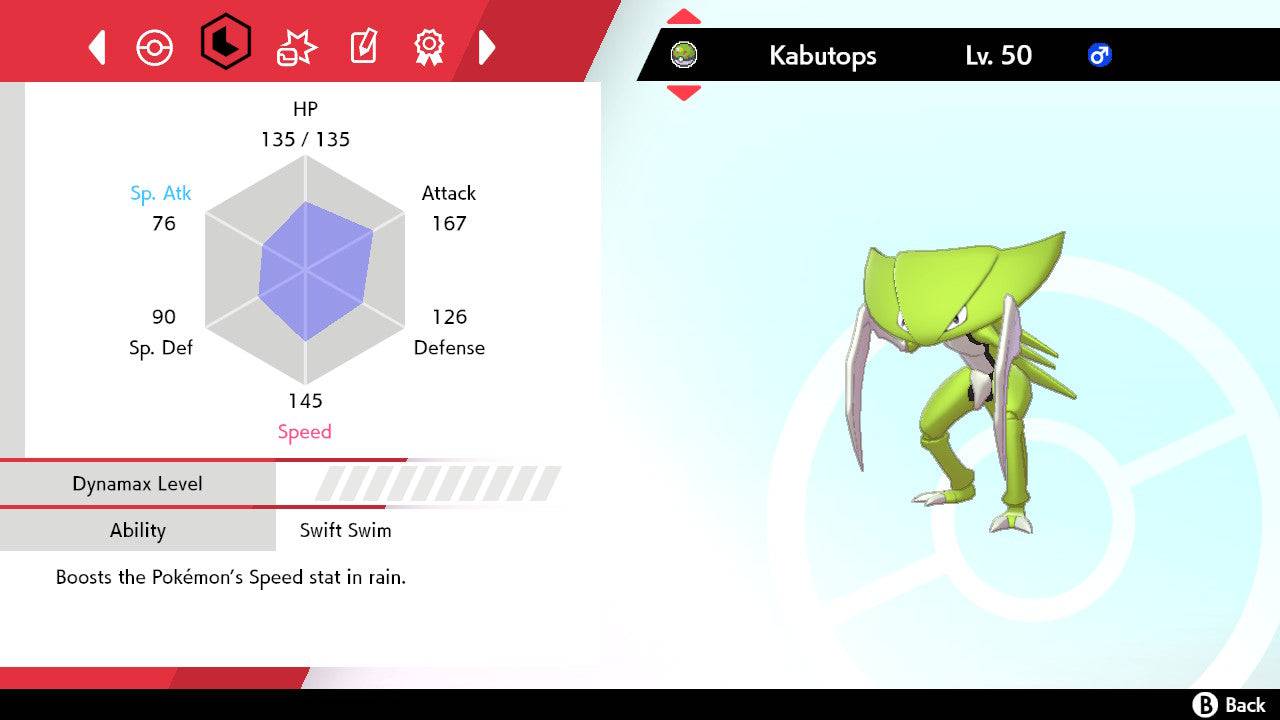 Kabutops Lv. 50 ♂
HP
135 / 135
Sp. Atk
76
Attack
167
90
Sp. Def
126
Defense
145
Speed
Dynamax Level
Ability Swift Swim
Boosts the Pokémon's Speed stat in rain.
B Back